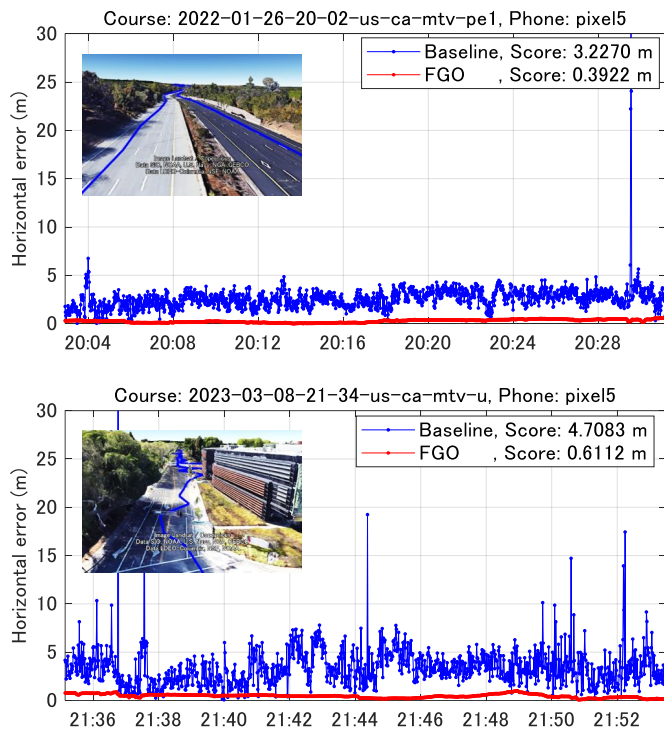 Course: 2022-01-26-20-02-us-ca-mtv-pe1, Phone: pixel5
30
25
20
15
10
5
0
Horizontal error (m)
Baseline, Score: 3.2270 m
FGO , Score: 0.3922 m
20:04 20:08 20:12 20:16 20:20 20:24 20:28
Course: 2023-03-08-21-34-us-ca-mtv-u, Phone: pixel5
30
25
20
15
10
5
0
Horizontal error (m)
Baseline, Score: 4.7083 m
FGO , Score: 0.6112 m
21:36 21:38 21:40 21:42 21:44 21:46 21:48 21:50 21:52